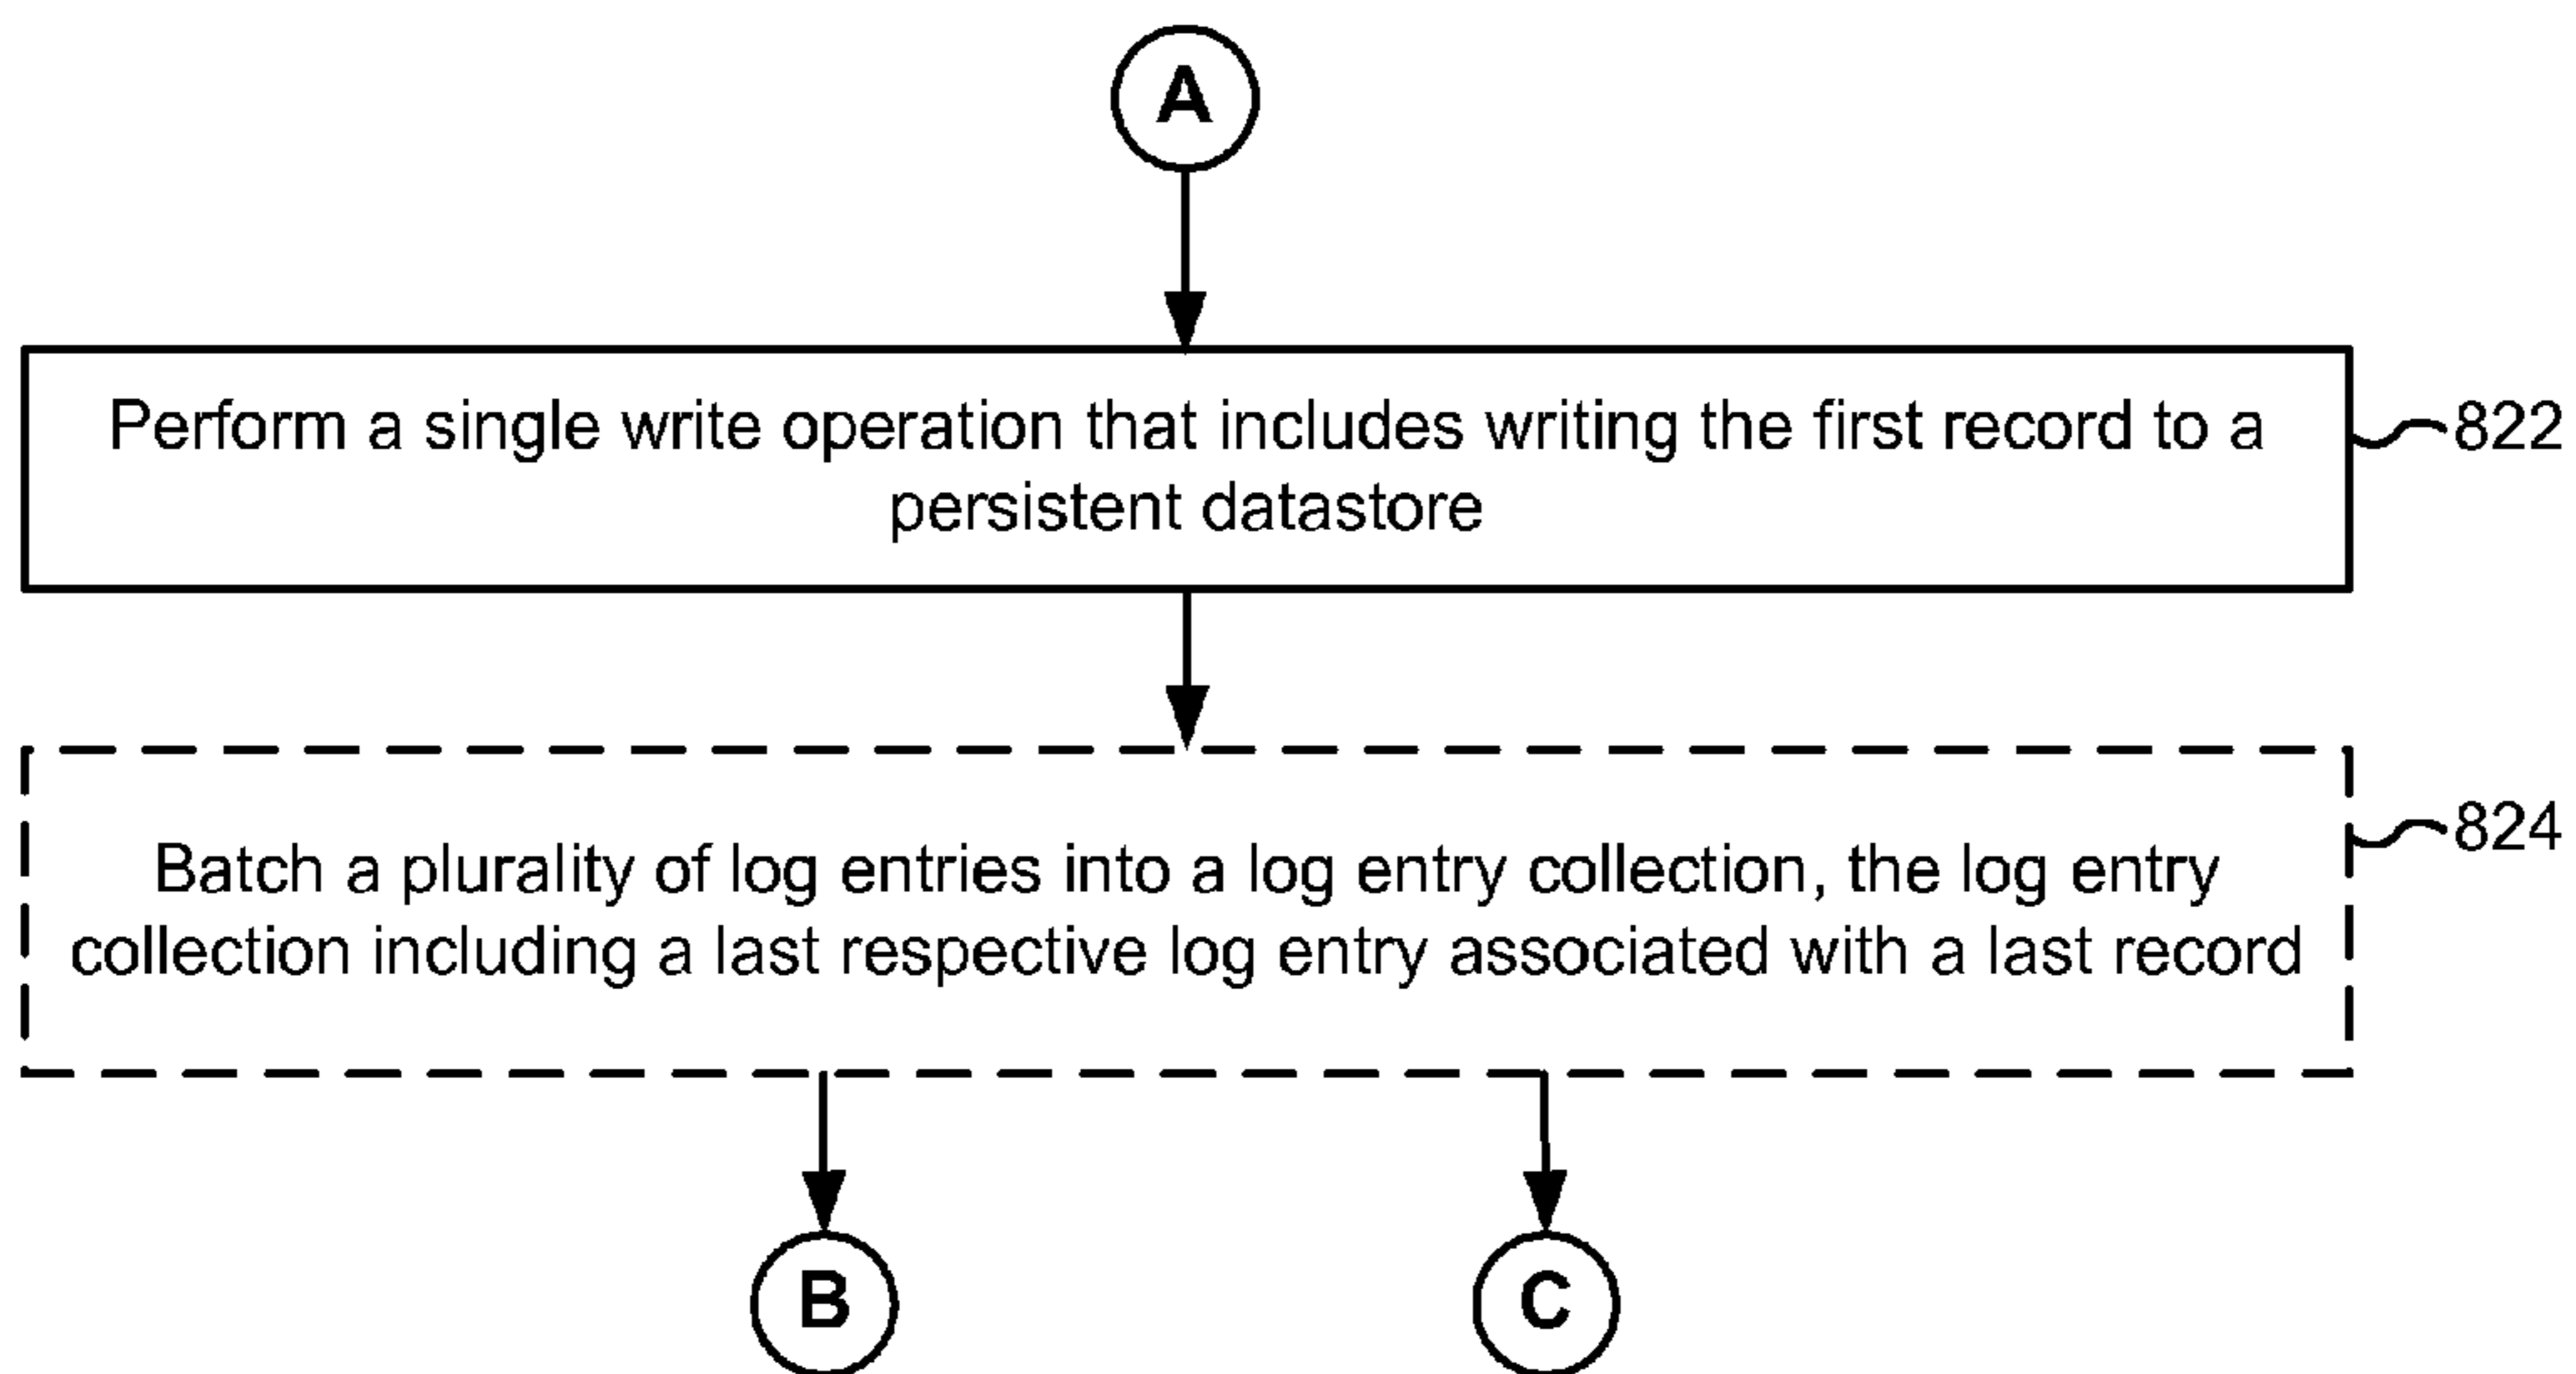 A
Perform a single write operation that includes writing the first record to a
persistent datastore
822
Batch a plurality of log entries into a log entry collection, the log entry
collection including a last respective log entry associated with a last record
824
B
C